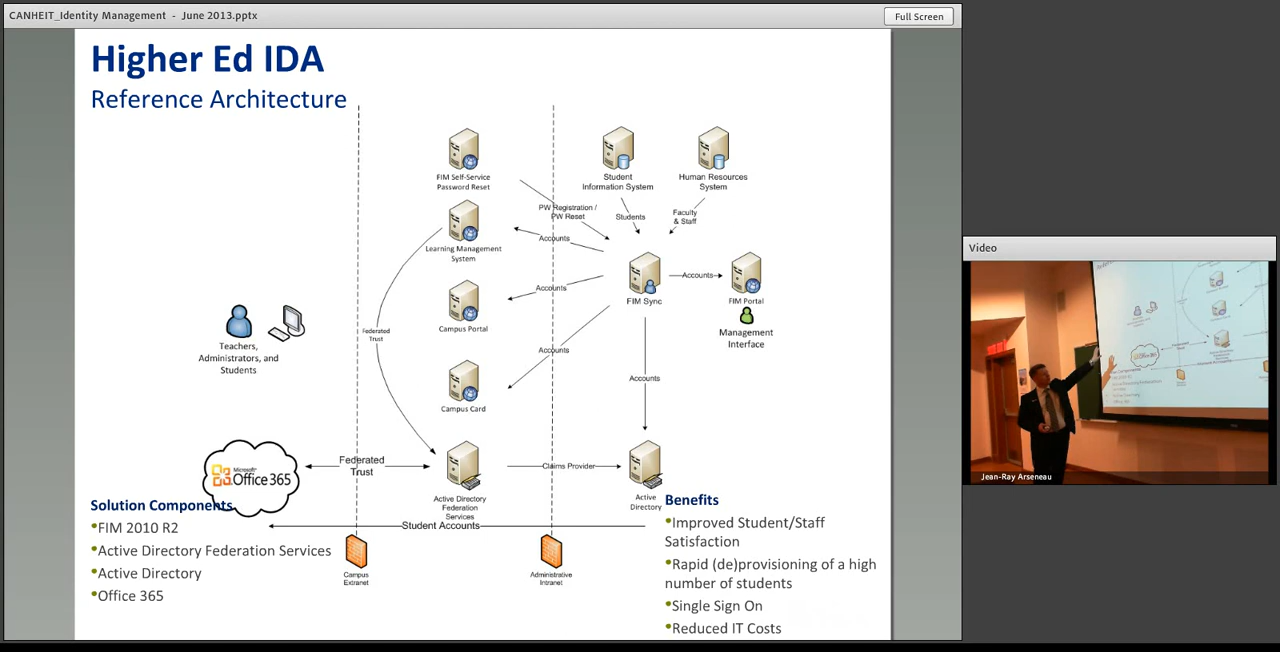 CANHEIT_Identity Management - June 2013.pptx
Full Screen
Higher Ed IDA
Reference Architecture
FIM Self-Service
Password Reset
Student
Information System
Human Resources
System
PW Registration /
PW Reset
Students
Faculty
& Staff
Learning Management
System
Accounts
FIM Sync
Accounts
FIM Portal
Management
Interface
Accounts
Campus Portal
Federated
Trust
Accounts
Teachers,
Administrators, and
Students
Accounts
Campus Card
Microsoft
Office 365
Federated
Trust
Claims Provider
Active Directory
Federation
Services
Active
Directory
Student Accounts
Campus
Extranet
Administrative
Intranet
Solution Components
•FIM 2010 R2
•Active Directory Federation Services
•Active Directory
•Office 365
Benefits
•Improved Student/Staff
Satisfaction
•Rapid (de)provisioning of a high
number of students
•Single Sign On
•Reduced IT Costs
Video
Office 365
Jean-Ray Arseneau